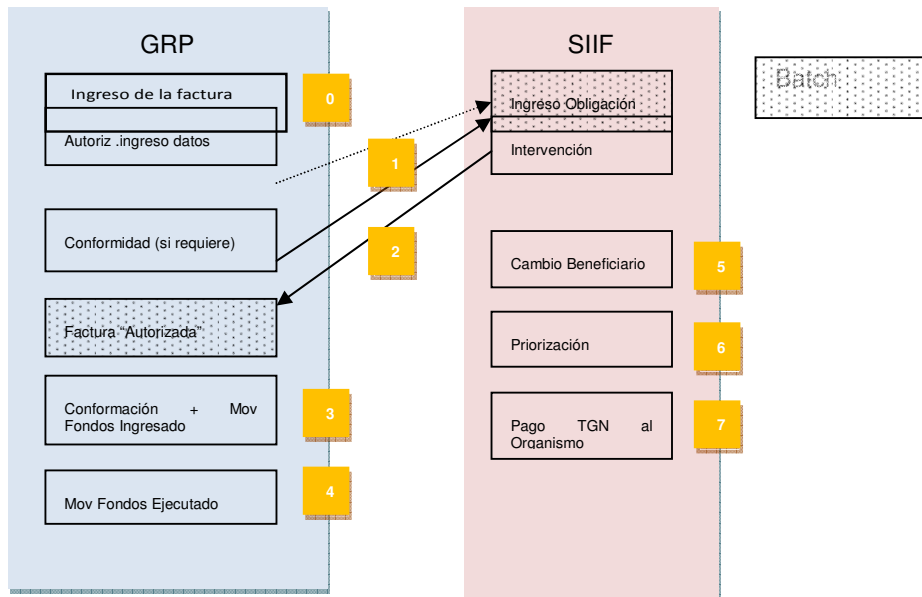 GRP
Ingreso de la factura
0
Autoriz .ingreso datos
1
Conformidad (si requiere)
2
Factura “Autorizada”
Conformación + Mov
Fondos Ingresado
3
Mov Fondos Ejecutado
4
SIIF
Ingreso Obligación
Intervención
Cambio Beneficiario
5
Priorización
6
Pago TGN al
Organismo
7
Batch